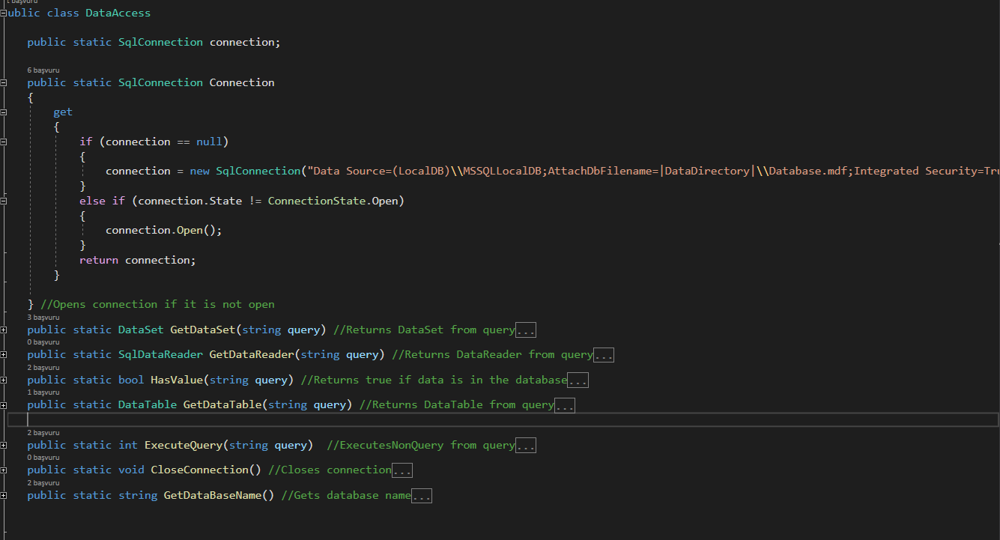 1 başvuru
ublic class DataAccess
public static SqlConnection connection;
6 başvuru
public static SqlConnection Connection
{
get
{
if (connection == null)
{
connection = new SqlConnection("Data Source=(LocalDB)\\MSSQLLocalDB;AttachDbFilename=|DataDirectory|\\Database.mdf;Integrated Security=Tru
}
else if (connection.State != ConnectionState.Open)
{
connection.Open();
}
return connection;
}
} //Opens connection if it is not open
3 başvuru
public static DataSet GetDataSet(string query) //Returns DataSet from query...
0 başvuru
public static SqlDataReader GetDataReader(string query) //Returns DataReader from query...
2 başvuru
public static bool HasValue(string query) //Returns true if data is in the database...
1 başvuru
public static DataTable GetDataTable(string query) //Returns DataTable from query...
2 başvuru
public static int ExecuteQuery(string query)  //ExecutesNonQuery from query...
0 başvuru
public static void CloseConnection() //Closes connection...
2 başvuru
public static string GetDataBaseName() //Gets database name...